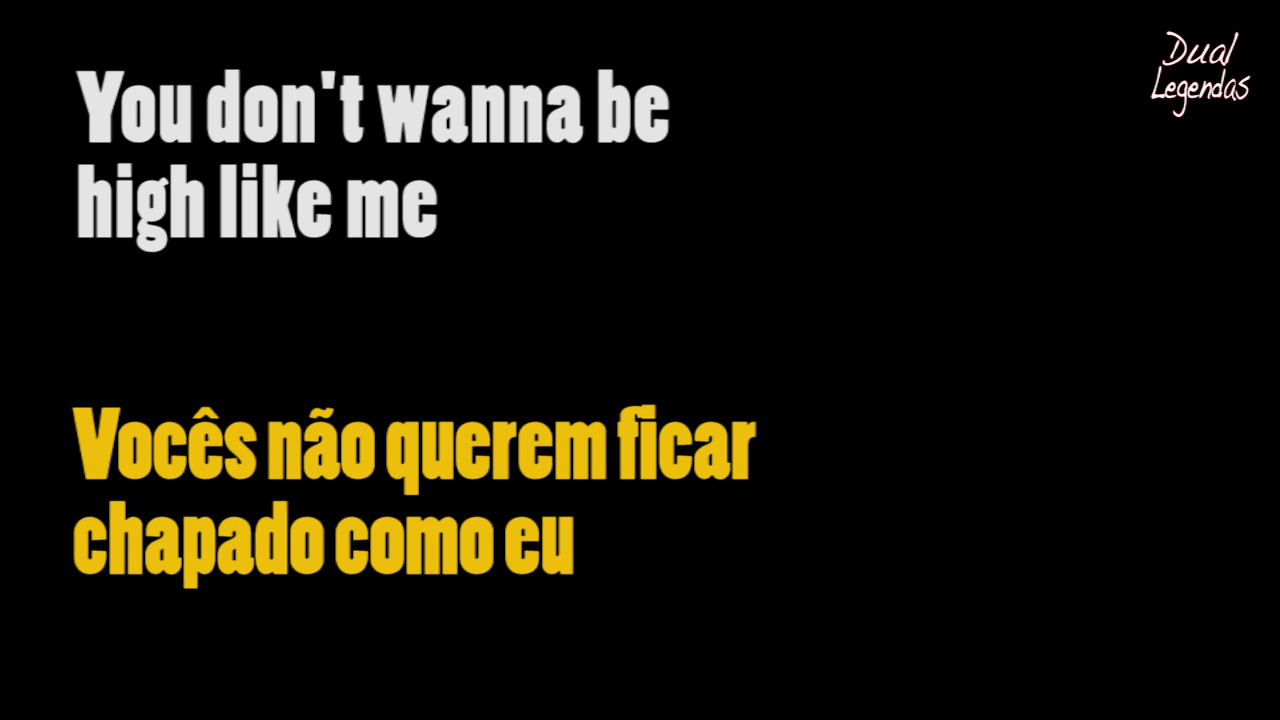 Dual
Legendas
You don't wanna be
high like me
Vocês não querem ficar
chapado como eu